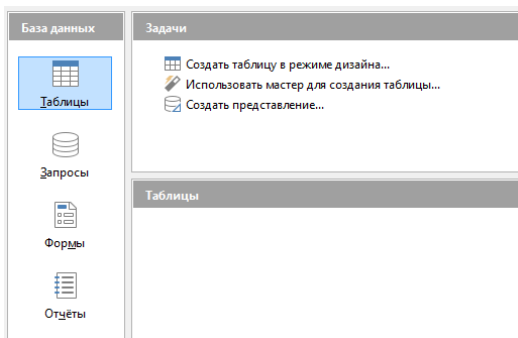 База данных
Таблицы
Запросы
Формы
Отчёты
Задачи
Создать таблицу в режиме дизайна...
Использовать мастер для создания таблицы...
Создать представление...
Таблицы